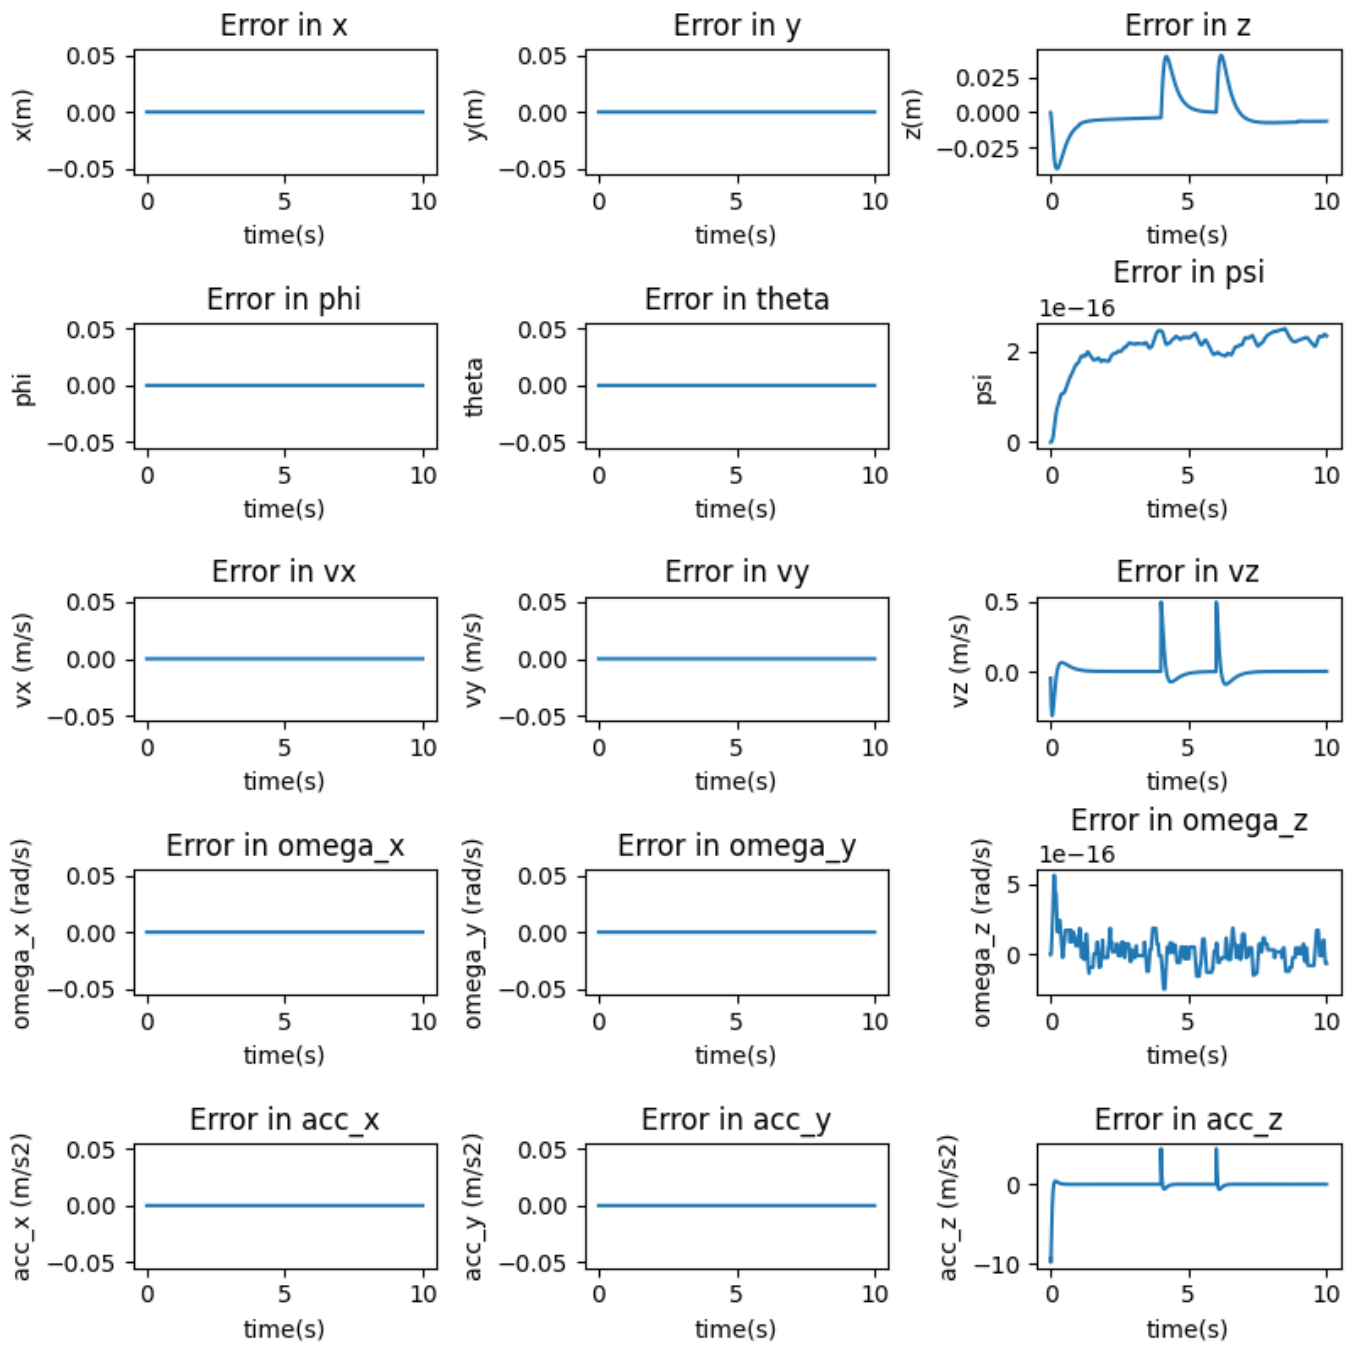 Error in x
0.05
0.00
−0.05
x(m)
0 5 10
time(s)
Error in y
0.05
0.00
−0.05
y(m)
0 5 10
time(s)
Error in z
0.025
0.000
−0.025
z(m)
0 5 10
time(s)
Error in phi
0.05
0.00
−0.05
phi
0 5 10
time(s)
Error in theta
0.05
0.00
−0.05
theta
0 5 10
time(s)
Error in psi
1e−16
2
0
psi
0 5 10
time(s)
Error in vx
0.05
0.00
−0.05
vx (m/s)
0 5 10
time(s)
Error in vy
0.05
0.00
−0.05
vy (m/s)
0 5 10
time(s)
Error in vz
0.5
0.0
vz (m/s)
0 5 10
time(s)
Error in omega_x
0.05
0.00
−0.05
omega_x (rad/s)
0 5 10
time(s)
Error in omega_y
0.05
0.00
−0.05
omega_y (rad/s)
0 5 10
time(s)
Error in omega_z
1e−16
5
0
omega_z (rad/s)
0 5 10
time(s)
Error in acc_x
0.05
0.00
−0.05
acc_x (m/s2)
0 5 10
time(s)
Error in acc_y
0.05
0.00
−0.05
acc_y (m/s2)
0 5 10
time(s)
Error in acc_z
0
−10
acc_z (m/s2)
0 5 10
time(s)